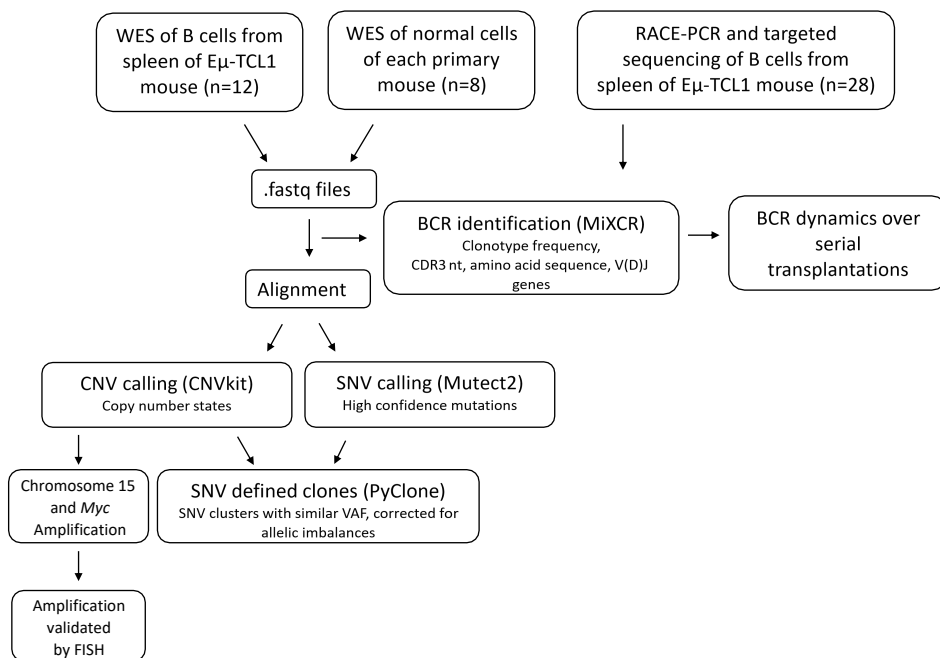 WES of B cells from
spleen of Eµ-TCL1
mouse (n=12)
WES of normal cells
of each primary
mouse (n=8)
RACE-PCR and targeted
sequencing of B cells from
spleen of Eµ-TCL1 mouse (n=28)
.fastq files
BCR identification (MiXCR)
Clonotype frequency,
CDR3 nt, amino acid sequence, V(D)J
genes
BCR dynamics over
serial
transplantations
Alignment
CNV calling (CNVkit)
Copy number states
SNV calling (Mutect2)
High confidence mutations
Chromosome 15
and Myc
Amplification
SNV defined clones (PyClone)
SNV clusters with similar VAF, corrected for
allelic imbalances
Amplification
validated
by FISH